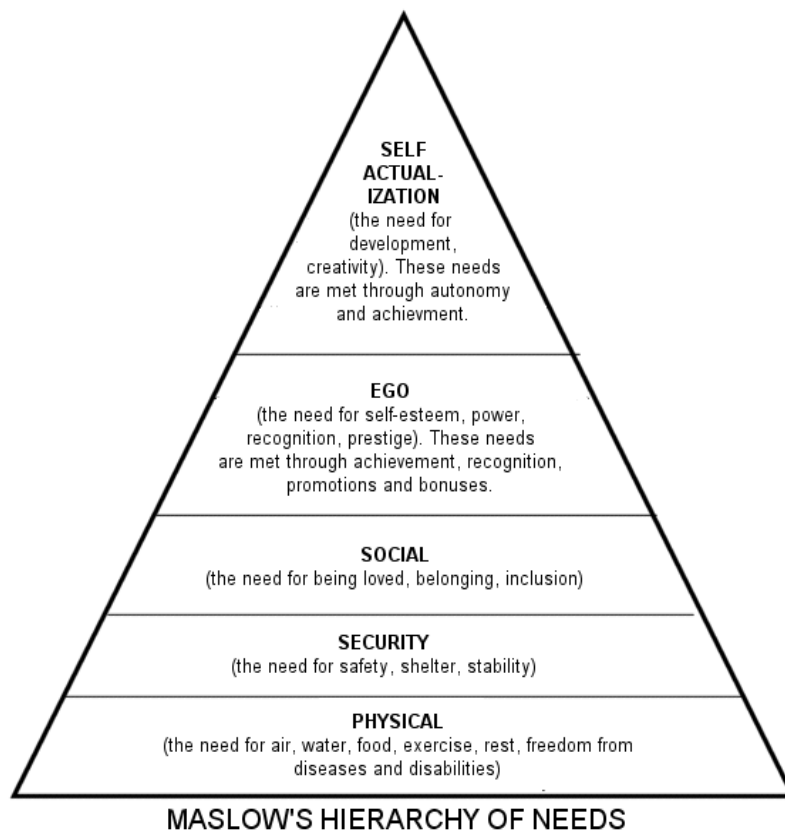 SELF
ACTUAL-
IZATION
(the need for
development,
creativity). These needs
are met through autonomy
and achievment.
EGO
(the need for self-esteem, power,
recognition, prestige). These needs
are met through achievement, recognition,
promotions and bonuses.
SOCIAL
(the need for being loved, belonging, inclusion)
SECURITY
(the need for safety, shelter, stability)
PHYSICAL
(the need for air, water, food, exercise, rest, freedom from
diseases and disabilities)
MASLOW'S HIERARCHY OF NEEDS